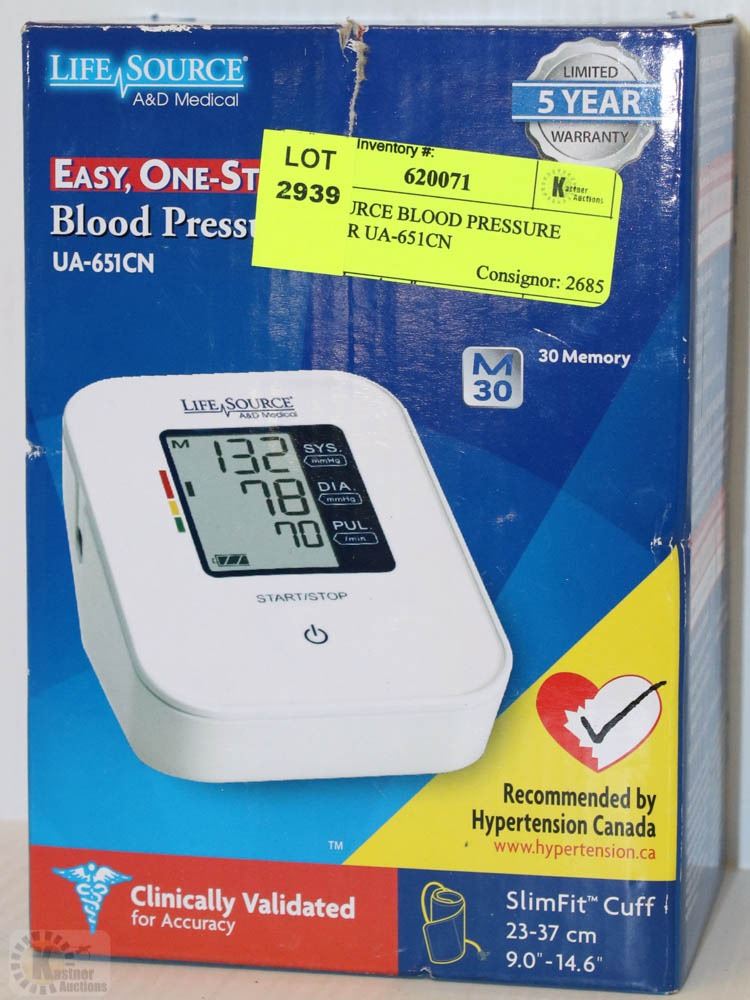 LIFE SOURCE®
A&D Medical
LIMITED
5 YEAR
WARRANTY
EASY, ONE-ST
Blood Pressu
UA-651CN
LOT
2939
Inventory #:
620071
Kastner
Auctions
URCE BLOOD PRESSURE
R UA-651CN
Consignor: 2685
M
30
30 Memory
LIFE SOURCE
A&D Medical
M
132
SYS.
mmHg
78
DIA.
mmHg
70
PUL.
/min
START/STOP
Recommended by
Hypertension Canada
www.hypertension.ca
TM
Clinically Validated
for Accuracy
SlimFit™ Cuff
23-37 cm
9.0"-14.6"
Kastner
Auctions